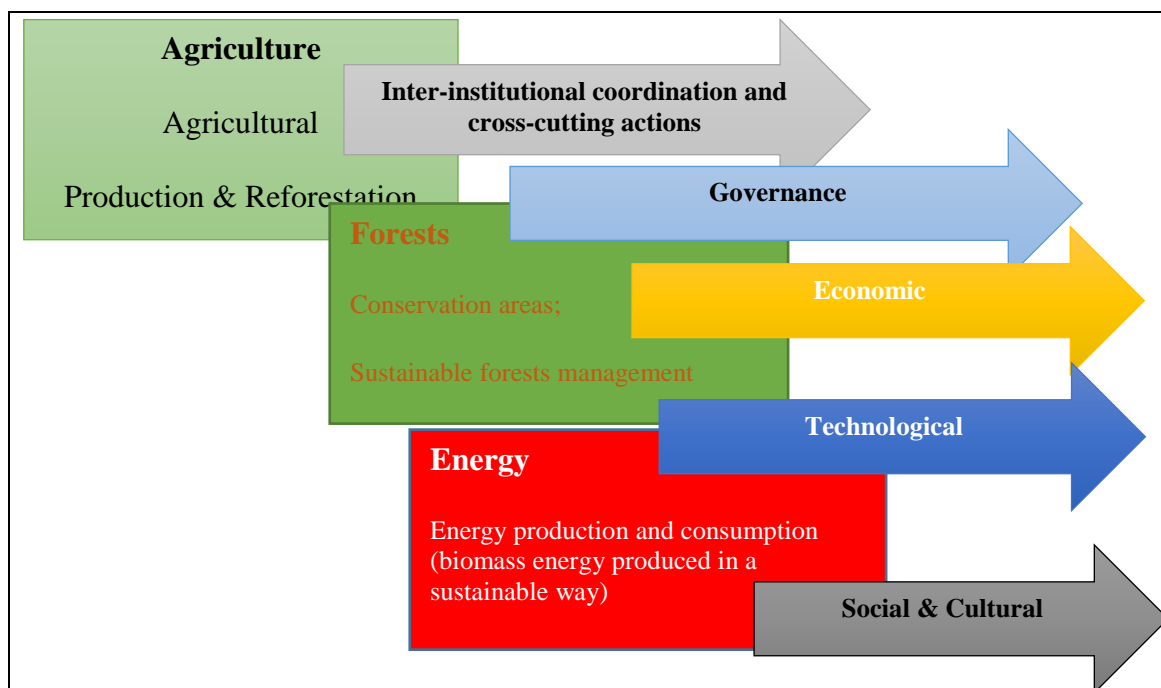 Agriculture
Agricultural
Production & Reforestation
Inter-institutional coordination and
cross-cutting actions
Governance
Forests
Conservation areas;
Sustainable forests management
Economic
Technological
Energy
Energy production and consumption
(biomass energy produced in a
sustainable way)
Social & Cultural